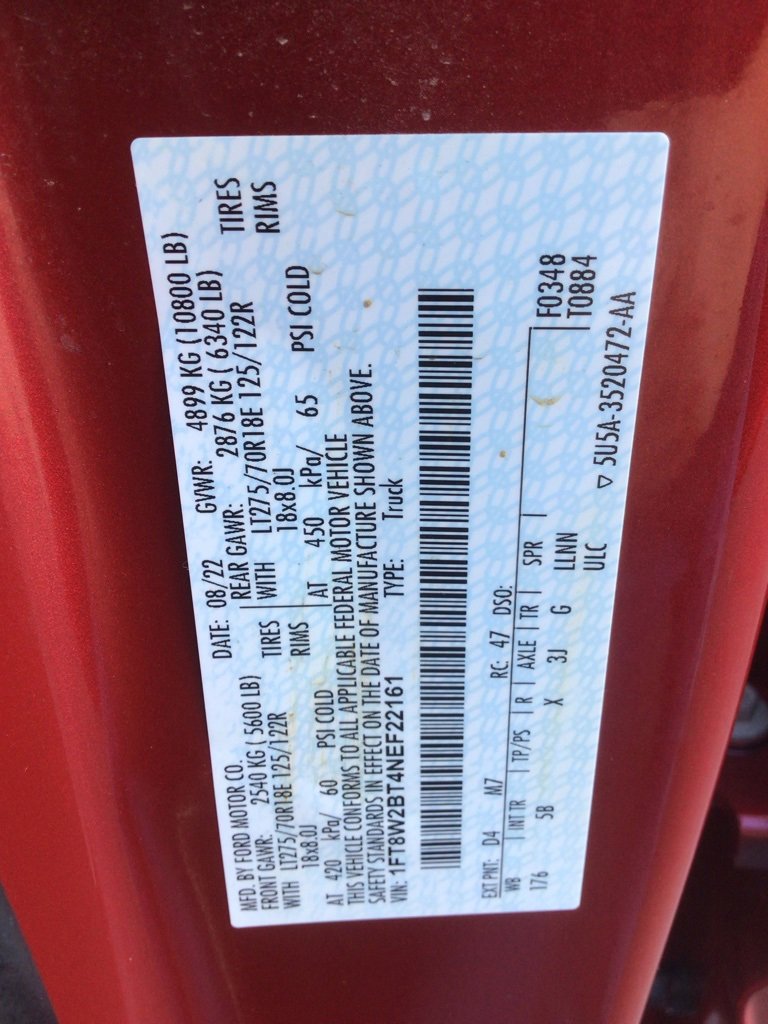 MFD. BY FORD MOTOR CO. DATE: 08/22 GVWR: 4899 KG (10800 LB)
FRONT GAWR: 2540 KG ( 5600 LB) REAR GAWR: 2876 KG ( 6340 LB)
WITH LT275/70R18E 125/122R TIRES WITH LT275/70R18E 125/122R TIRES
18x8.0J RIMS 18x8.0J RIMS
AT 420 kPa/ 60 PSI COLD AT 450 kPa/ 65 PSI COLD
THIS VEHICLE CONFORMS TO ALL APPLICABLE FEDERAL MOTOR VEHICLE
SAFETY STANDARDS IN EFFECT ON THE DATE OF MANUFACTURE SHOWN ABOVE.
VIN: 1FT8W2BT4NEF22161 TYPE: Truck
EXT PNT: D4 M7 RC: 47 DSO: F0348
WB | INT TR | TP/PS | R | AXLE | TR | SPR | T0884
176 5B X 3J G LLNN
ULC ▽ 5U5A-3520472-AA